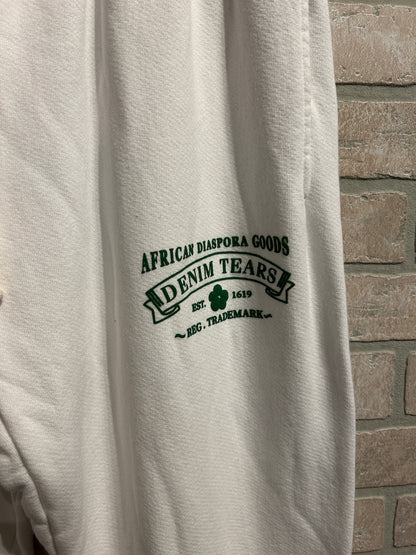 AFRICAN DIASPORA GOODS
DENIM TEARS
EST. 1619
~REG. TRADEMARK~